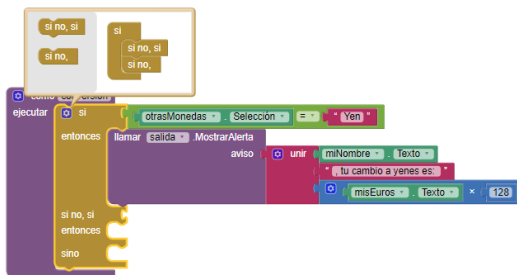 si no, si
si
si no, si
si no,
si no,
como conversion
ejecutar si otrasMonedas . Selección = " Yen "
entonces llamar salida .MostrarAlerta
aviso unir miNombre . Texto
" , tu cambio a yenes es: "
misEuros . Texto × 128
si no, si
entonces
sino